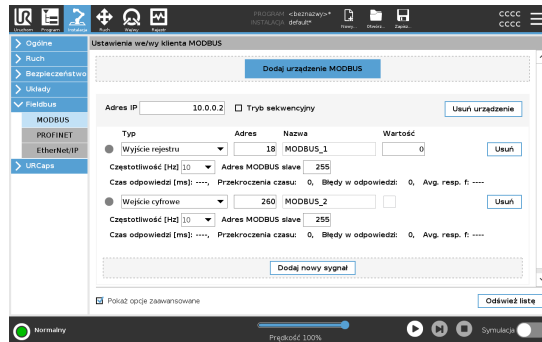 PROGRAM <beznazwy>*
INSTALACJA default*
Uruchom Program Instalacja Ruch We/wy Rejestr Nowy... Otwórz... Zapisz...
CCCC
CCCC
Ogólne
Ruch
Bezpieczeństwo
Układy
Fieldbus
MODBUS
PROFINET
EtherNet/IP
URCaps
Ustawienia we/wy klienta MODBUS
Dodaj urządzenie MODBUS
Adres IP 10.0.0.2 Tryb sekwencyjny Usuń urządzenie
Typ Adres Nazwa Wartość
Wyjście rejestru 18 MODBUS_1 0 Usuń
Częstotliwość [Hz] 10 Adres MODBUS slave 255
Czas odpowiedzi [ms]: ----, Przekroczenia czasu: 0, Błędy w odpowiedzi: 0, Avg. resp. f: ----
Wejście cyfrowe 260 MODBUS_2 Usuń
Częstotliwość [Hz] 10 Adres MODBUS slave 255
Czas odpowiedzi [ms]: ----, Przekroczenia czasu: 0, Błędy w odpowiedzi: 0, Avg. resp. f: ----
Dodaj nowy sygnał
Pokaż opcje zaawansowane
Odśwież listę
Normalny
Prędkość 100%
Symulacja